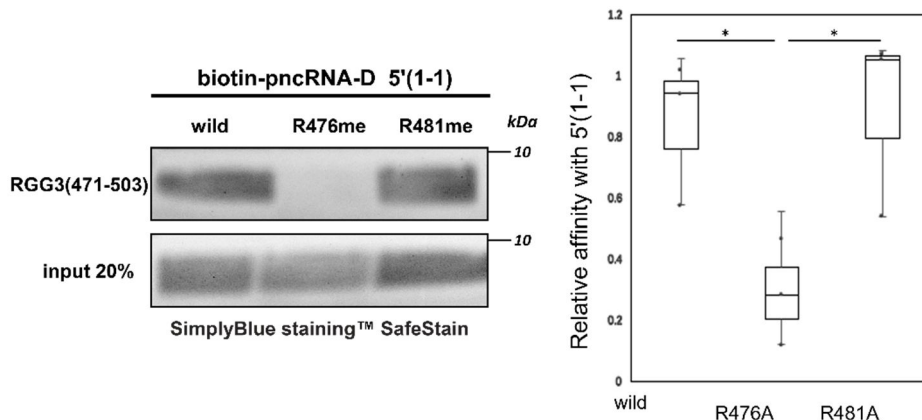 biotin-pncRNA-D 5'(1-1)
wild R476me R481me kDa
10
RGG3(471-503)
10
input 20%
SimplyBlue staining™ SafeStain
Relative affinity with 5'(1-1)
1.2
1
0.8
0.6
0.4
0.2
0
* *
wild R476A R481A